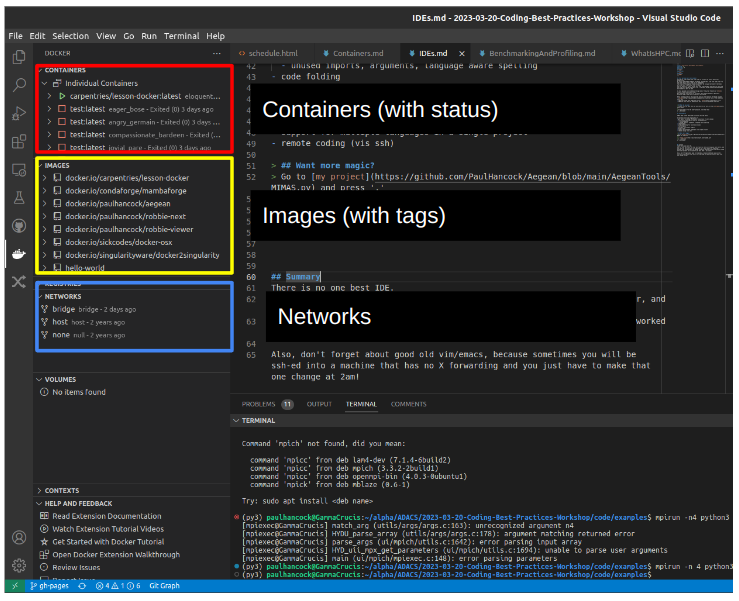 IDEs.md - 2023-03-20-Coding-Best-Practices-Workshop - Visual Studio Code
File Edit Selection View Go Run Terminal Help
DOCKER ···
schedule.html Containers.md IDEs.md BenchmarkingAndProfiling.md WhatIsHPC.md
CONTAINERS
Individual Containers
carpentries/lesson-docker:latest eloquent...
test:latest eager_bose - Exited (0) 3 days ago
test:latest angry_germain - Exited (0) 3 days ago
test:latest compassionate_bardeen - Exited (...
test:latest jovial_pare - Exited (0) 3 days ago
IMAGES
docker.io/carpentries/lesson-docker
docker.io/condaforge/mambaforge
docker.io/paulhancock/aegean
docker.io/paulhancock/robbie-next
docker.io/paulhancock/robbie-viewer
docker.io/sickcodes/docker-osx
docker.io/singularityware/docker2singularity
hello-world
REGISTRIES
NETWORKS
bridge bridge - 2 days ago
host host - 2 years ago
none null - 2 years ago
VOLUMES
No items found
CONTEXTS
HELP AND FEEDBACK
Read Extension Documentation
Watch Extension Tutorial Videos
Get Started with Docker Tutorial
Open Docker Extension Walkthrough
Review Issues
Report Issue
42 - unused imports, arguments, language aware spelling
43 - code folding
Containers (with status)
49 - remote coding (vis ssh)
50
51 > ## Want more magic?
52 > Go to [my project](https://github.com/PaulHancock/Aegean/blob/main/AegeanTools/
MIMAS.py) and press '.'
Images (with tags)
57
58
59
60 ## Summary
61 There is no one best IDE.
62 r, and
Networks
63 worked
64
65 Also, don't forget about good old vim/emacs, because sometimes you will be
ssh-ed into a machine that has no X forwarding and you just have to make that
one change at 2am!
PROBLEMS 11 OUTPUT TERMINAL COMMENTS
TERMINAL
Command 'mpich' not found, did you mean:
command 'mpicc' from deb lam4-dev (7.1.4-6build2)
command 'mpicc' from deb mpich (3.3.2-2build1)
command 'mpicc' from deb openmpi-bin (4.0.3-0ubuntu1)
command 'mpick' from deb mblaze (0.6-1)
Try: sudo apt install <deb name>
(py3) paulhancock@GammaCrucis:~/alpha/ADACS/2023-03-20-Coding-Best-Practices-Workshop/code/examples$ mpirun -n4 python3
[mpiexec@GammaCrucis] match_arg (utils/args/args.c:163): unrecognized argument n4
[mpiexec@GammaCrucis] HYDU_parse_array (utils/args/args.c:178): argument matching returned error
[mpiexec@GammaCrucis] parse_args (ui/mpich/utils.c:1642): error parsing input array
[mpiexec@GammaCrucis] HYD_uii_mpx_get_parameters (ui/mpich/utils.c:1694): unable to parse user arguments
[mpiexec@GammaCrucis] main (ui/mpich/mpiexec.c:148): error parsing parameters
(py3) paulhancock@GammaCrucis:~/alpha/ADACS/2023-03-20-Coding-Best-Practices-Workshop/code/examples$ mpirun -n 4 python3
(py3) paulhancock@GammaCrucis:~/alpha/ADACS/2023-03-20-Coding-Best-Practices-Workshop/code/examples$
gh-pages 4 1 6 Git Graph